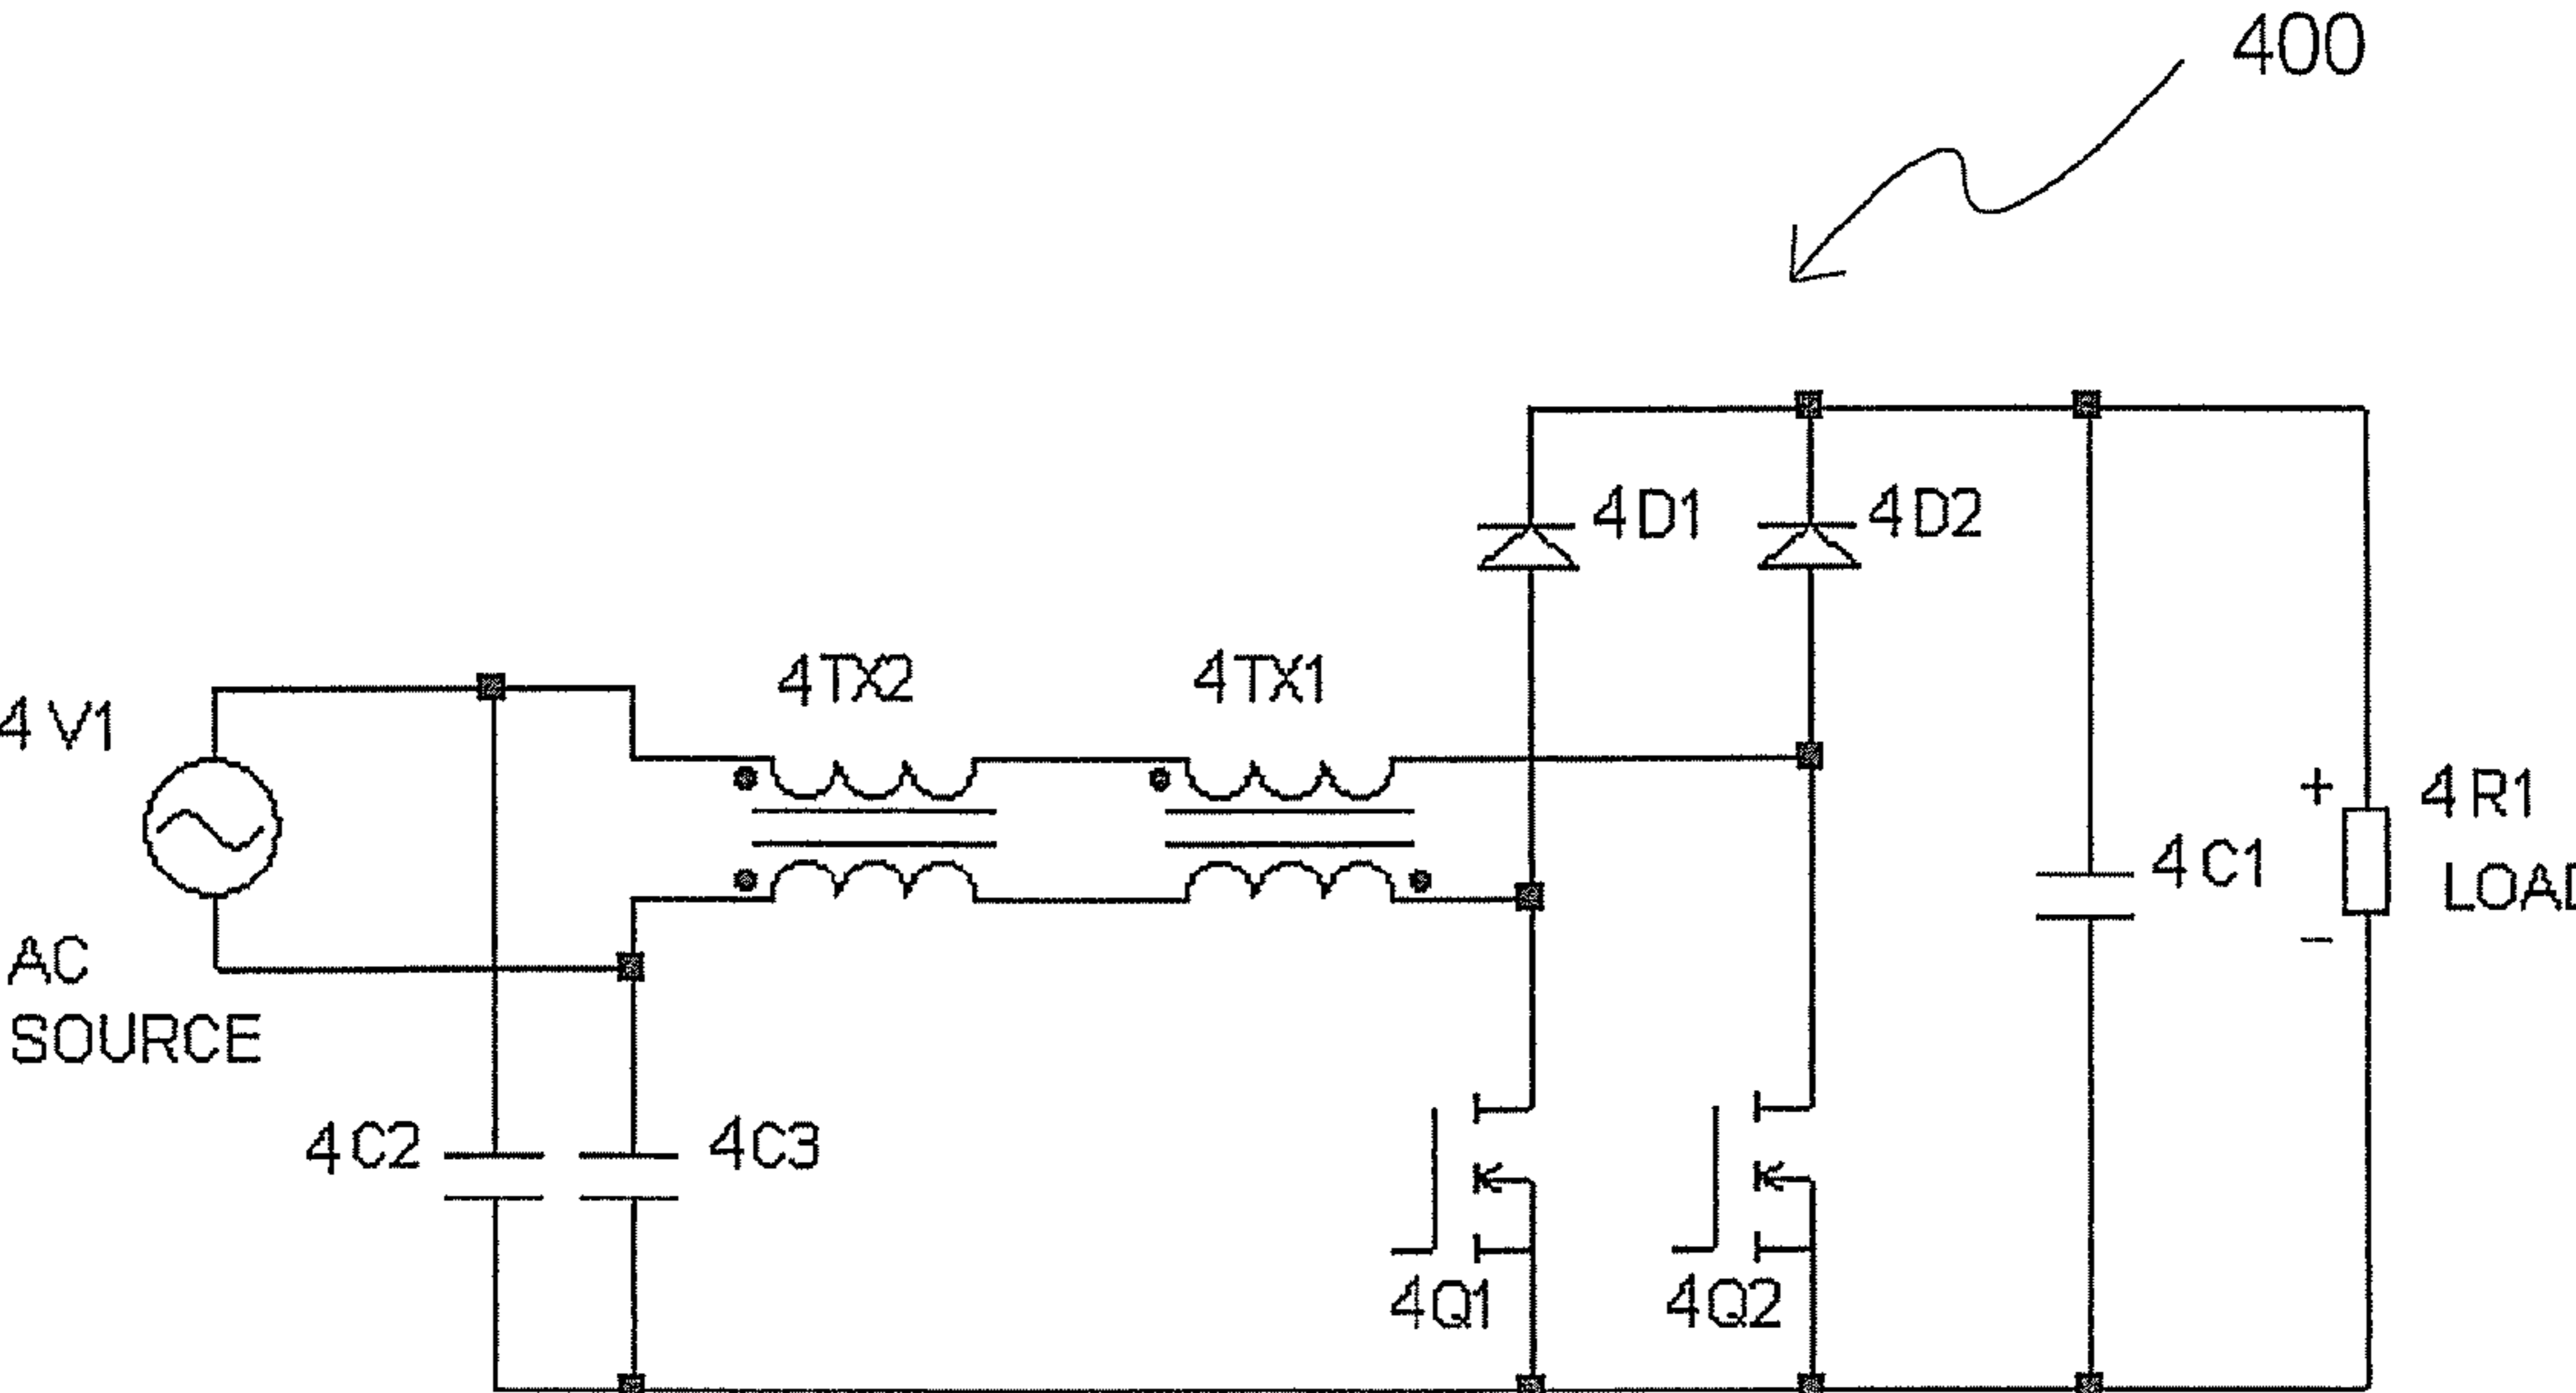 400
4D1
4D2
4TX2
4TX1
4V1
+
4R1
4C1
LOAD
-
AC
SOURCE
4C2
4C3
4Q1
4Q2